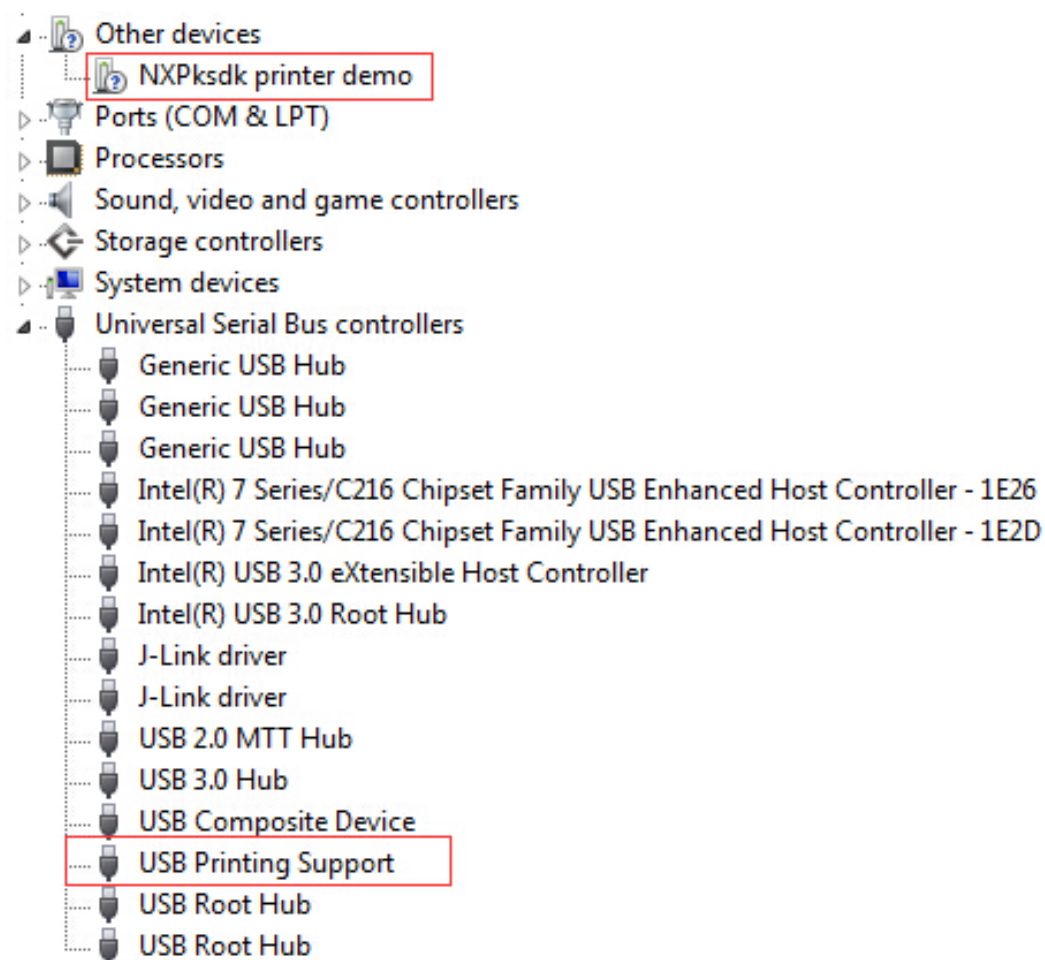 Other devices
NXPksdk printer demo
Ports (COM & LPT)
Processors
Sound, video and game controllers
Storage controllers
System devices
Universal Serial Bus controllers
Generic USB Hub
Generic USB Hub
Generic USB Hub
Intel(R) 7 Series/C216 Chipset Family USB Enhanced Host Controller - 1E26
Intel(R) 7 Series/C216 Chipset Family USB Enhanced Host Controller - 1E2D
Intel(R) USB 3.0 eXtensible Host Controller
Intel(R) USB 3.0 Root Hub
J-Link driver
J-Link driver
USB 2.0 MTT Hub
USB 3.0 Hub
USB Composite Device
USB Printing Support
USB Root Hub
USB Root Hub